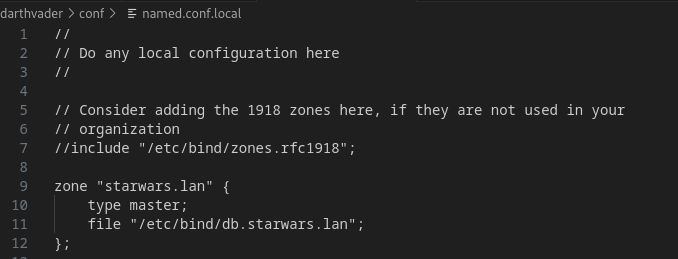 darthvader > conf > named.conf.local
1 //
2 // Do any local configuration here
3 //
4
5 // Consider adding the 1918 zones here, if they are not used in your
6 // organization
7 //include "/etc/bind/zones.rfc1918";
8
9 zone "starwars.lan" {
10 type master;
11 file "/etc/bind/db.starwars.lan";
12 };